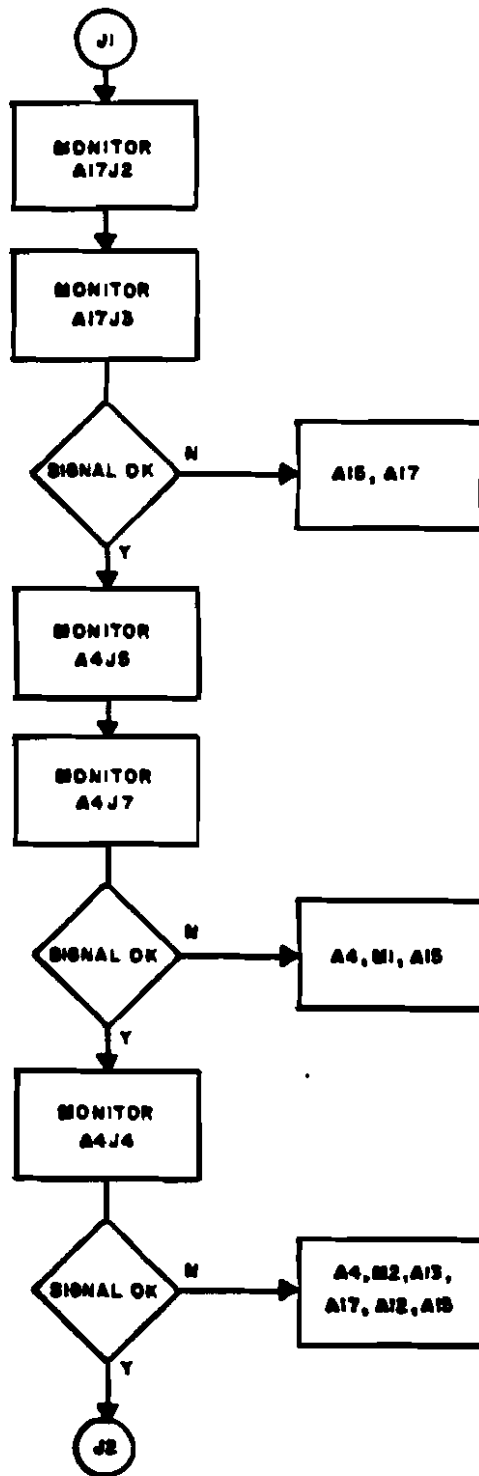 J1
MONITOR
A17J2
MONITOR
A17J3
SIGNAL OK
N
A15, A17
Y
MONITOR
A4J5
MONITOR
A4J7
SIGNAL OK
N
A4, M1, A15
Y
MONITOR
A4J4
SIGNAL OK
N
A4, M2, A13,
A17, A12, A15
Y
J2